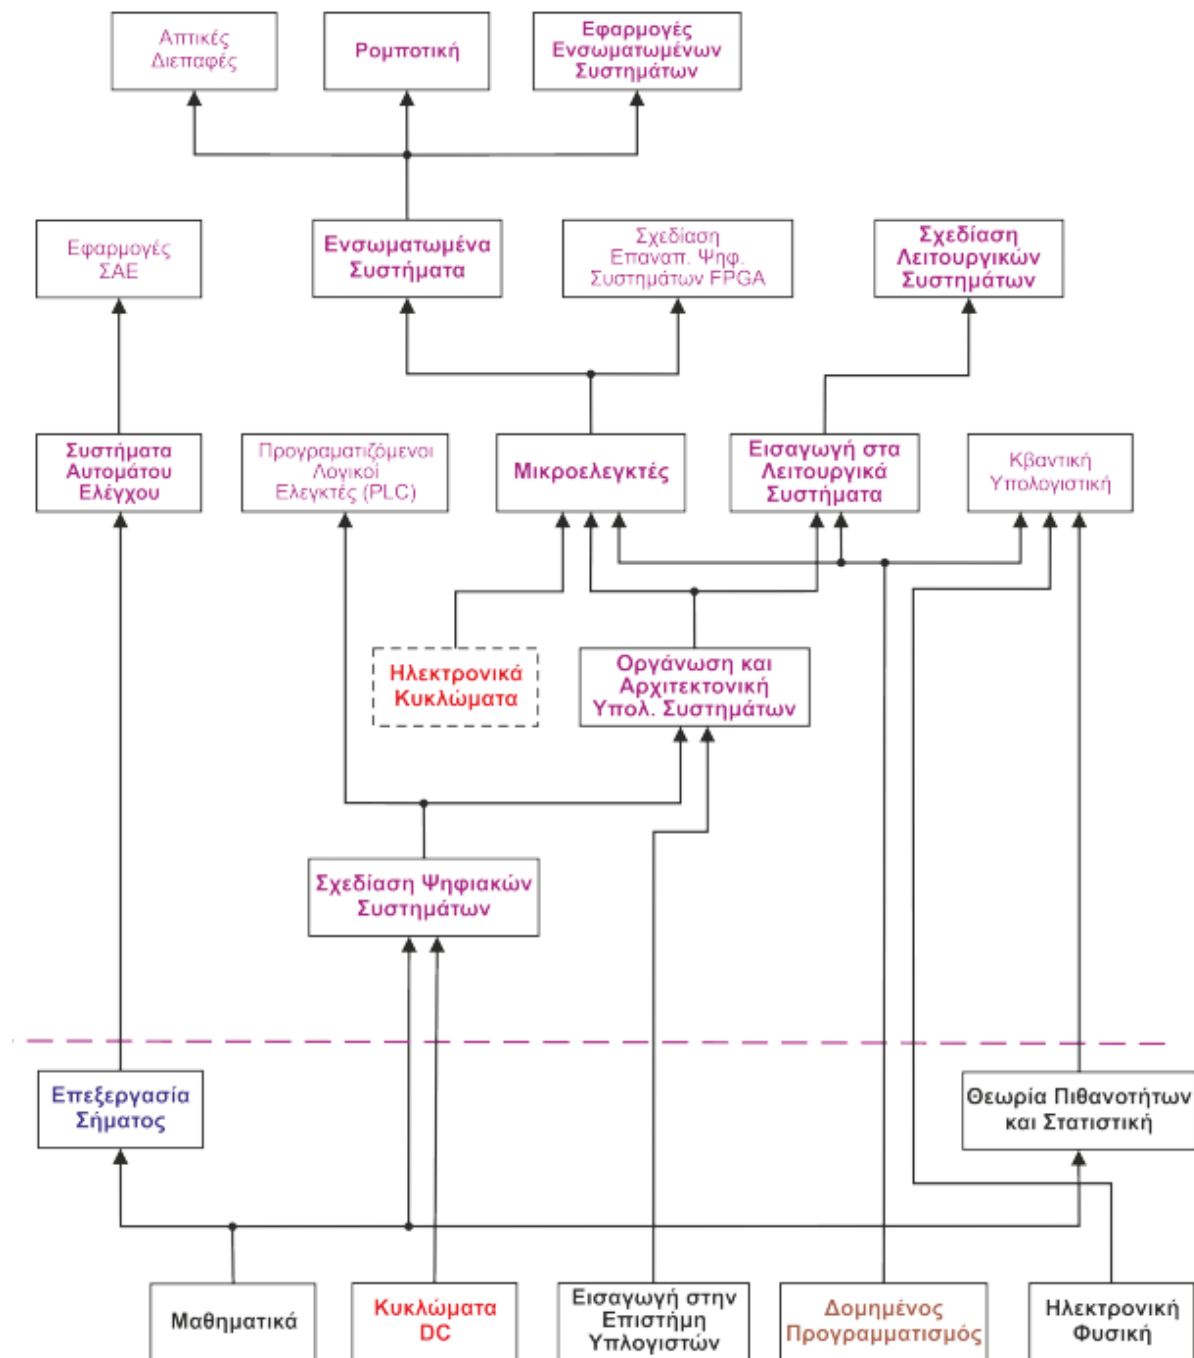 Απτικές
Διεπαφές
Ρομποτική
Εφαρμογές
Ενσωματωμένων
Συστημάτων
Εφαρμογές
ΣΑΕ
Ενσωματωμένα
Συστήματα
Σχεδίαση
Επαναπ. Ψηφ.
Συστημάτων FPGA
Σχεδίαση
Λειτουργικών
Συστημάτων
Συστήματα
Αυτομάτου
Ελέγχου
Προγραματιζόμενοι
Λογικοί
Ελεγκτές (PLC)
Μικροελεγκτές
Εισαγωγή στα
Λειτουργικά
Συστήματα
Κβαντική
Υπολογιστική
Ηλεκτρονικά
Κυκλώματα
Οργάνωση και
Αρχιτεκτονική
Υπολ. Συστημάτων
Σχεδίαση Ψηφιακών
Συστημάτων
Επεξεργασία
Σήματος
Θεωρία Πιθανοτήτων
και Στατιστική
Μαθηματικά
Κυκλώματα
DC
Εισαγωγή στην
Επιστήμη
Υπλογιστών
Δομημένος
Προγραμματισμός
Ηλεκτρονική
Φυσική